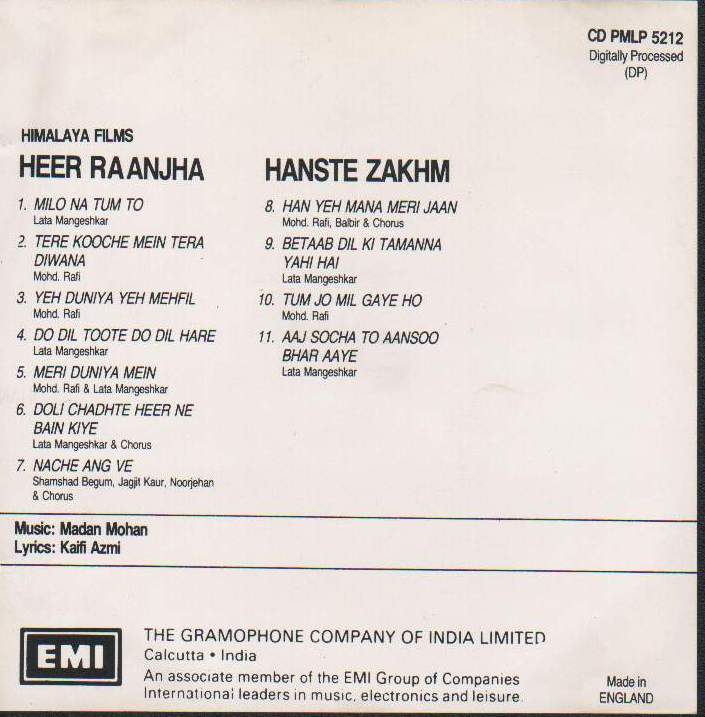 CD PMLP 5212
Digitally Processed
(DP)
HIMALAYA FILMS
HEER RAANJHA
1. MILO NA TUM TO
Lata Mangeshkar
2. TERE KOOCHE MEIN TERA
DIWANA
Mohd. Rafi
3. YEH DUNIYA YEH MEHFIL
Mohd. Rafi
4. DO DIL TOOTE DO DIL HARE
Lata Mangeshkar
5. MERI DUNIYA MEIN
Mohd. Rafi & Lata Mangeshkar
6. DOLI CHADHTE HEER NE
BAIN KIYE
Lata Mangeshkar & Chorus
7. NACHE ANG VE
Shamshad Begum, Jagjit Kaur, Noorjehan
& Chorus
HANSTE ZAKHM
8. HAN YEH MANA MERI JAAN
Mohd. Rafi, Balbir & Chorus
9. BETAAB DIL KI TAMANNA
YAHI HAI
Lata Mangeshkar
10. TUM JO MIL GAYE HO
Mohd. Rafi
11. AAJ SOCHA TO AANSOO
BHAR AAYE
Lata Mangeshkar
Music: Madan Mohan
Lyrics: Kaifi Azmi
EMI
THE GRAMOPHONE COMPANY OF INDIA LIMITED
Calcutta • India
An associate member of the EMI Group of Companies
International leaders in music, electronics and leisure.
Made in
ENGLAND